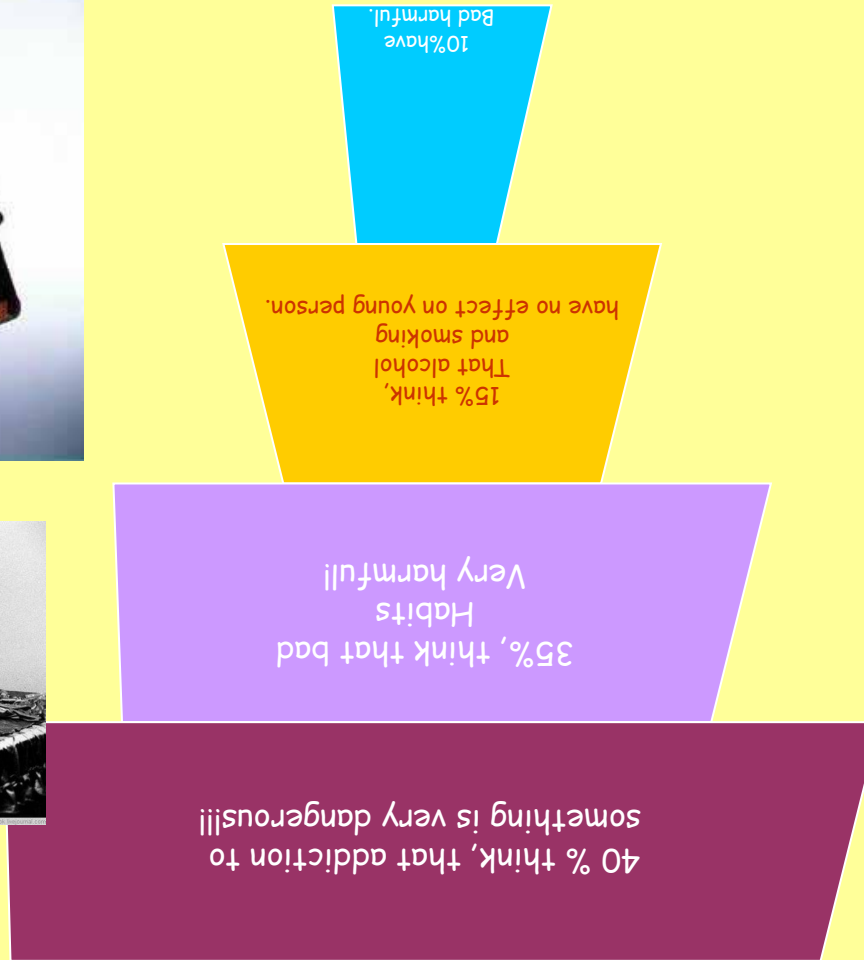 40 % think, that addiction to
something is very dangerous!!!
35%, think that bad
Habits
Very harmful!
15% think,
That alcohol
and smoking
have no effect on young person.
10%have
Bad harmful.